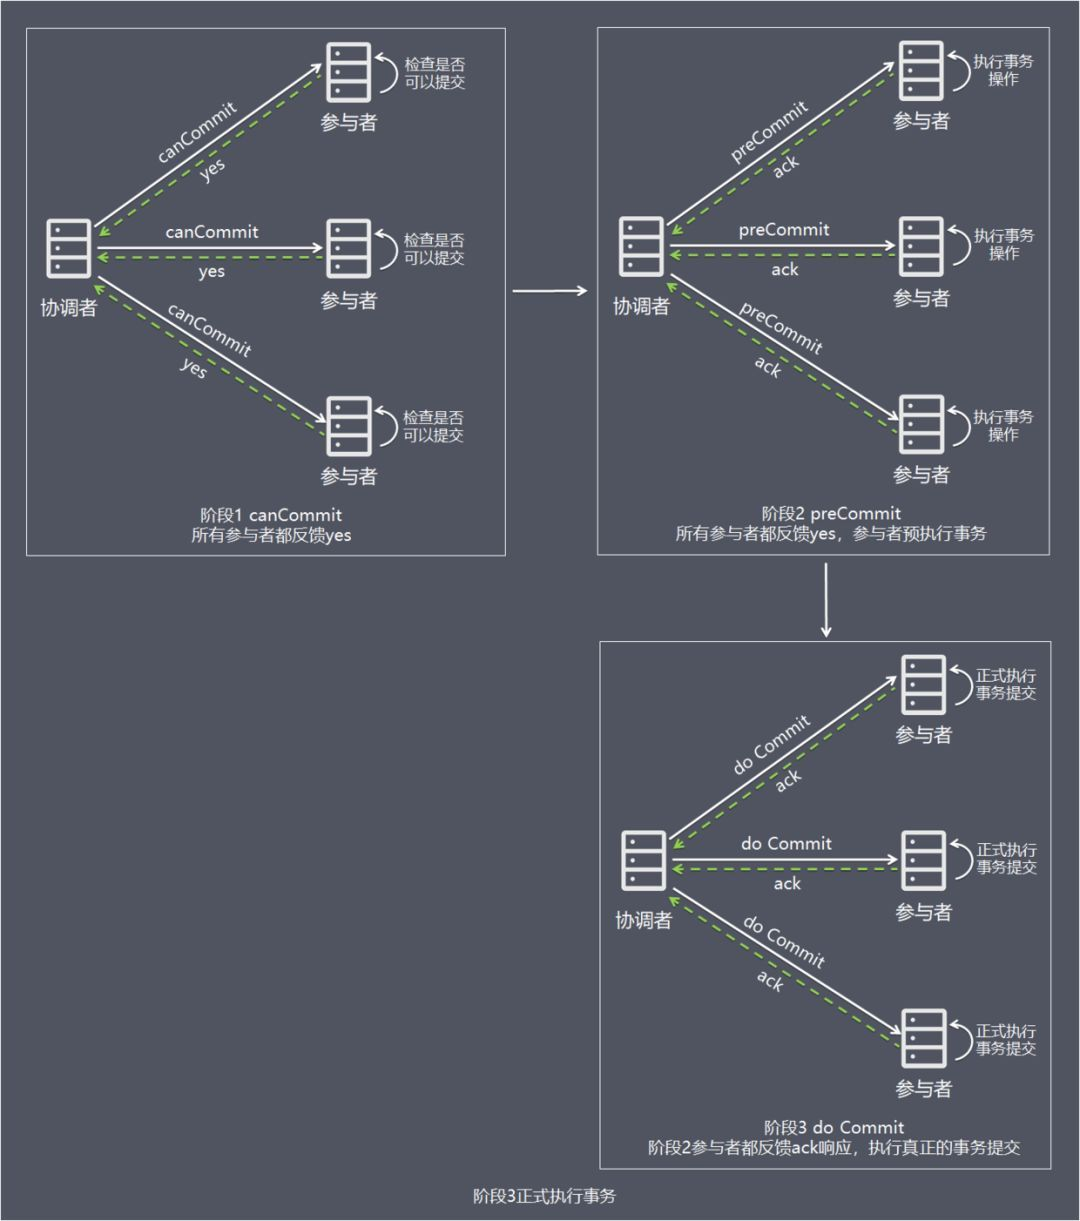 检查是否
可以提交
参与者
canCommit
yes
canCommit
yes
检查是否
可以提交
参与者
协调者
canCommit
yes
检查是否
可以提交
参与者
阶段1 canCommit
所有参与者都反馈yes
执行事务
操作
参与者
preCommit
ack
preCommit
ack
执行事务
操作
参与者
协调者
preCommit
ack
执行事务
操作
参与者
阶段2 preCommit
所有参与者都反馈yes，参与者预执行事务
正式执行
事务提交
参与者
do Commit
ack
do Commit
ack
正式执行
事务提交
参与者
协调者
do Commit
ack
正式执行
事务提交
参与者
阶段3 do Commit
阶段2参与者都反馈ack响应，执行真正的事务提交
阶段3正式执行事务